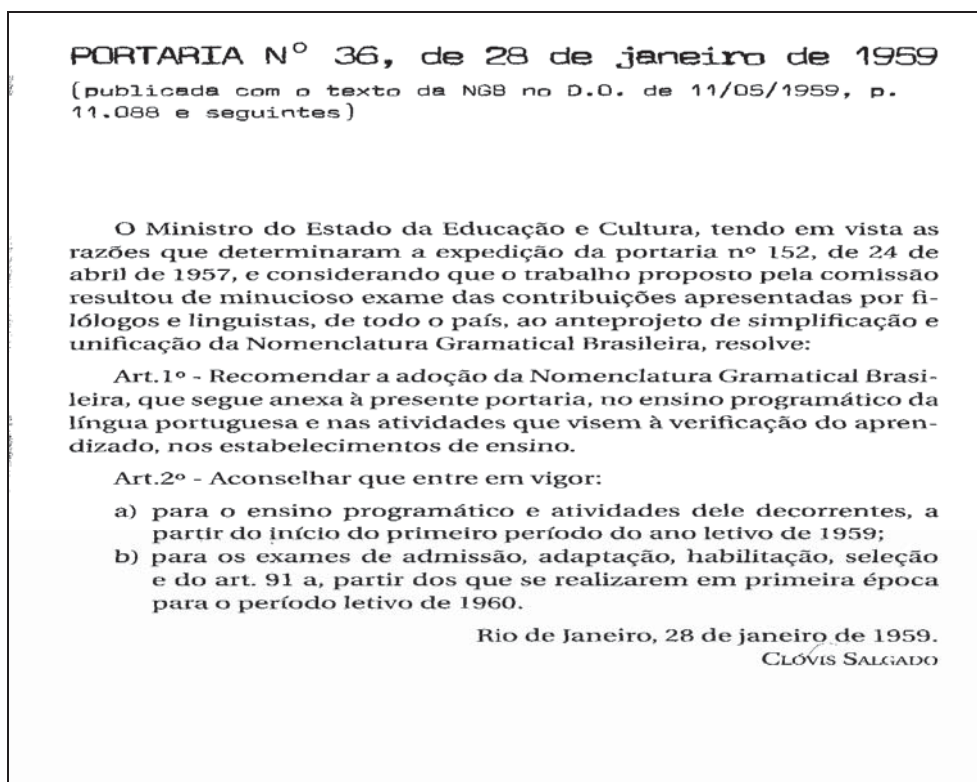 PORTARIA Nº 36, de 28 de janeiro de 1959
(publicada com o texto da NGB no D.O. de 11/05/1959, p.
11.088 e seguintes)
O Ministro do Estado da Educação e Cultura, tendo em vista as
razões que determinaram a expedição da portaria nº 152, de 24 de
abril de 1957, e considerando que o trabalho proposto pela comissão
resultou de minucioso exame das contribuições apresentadas por fi-
lólogos e linguistas, de todo o país, ao anteprojeto de simplificação e
unificação da Nomenclatura Gramatical Brasileira, resolve:
Art.1º - Recomendar a adoção da Nomenclatura Gramatical Brasi-
leira, que segue anexa à presente portaria, no ensino programático da
língua portuguesa e nas atividades que visem à verificação do apren-
dizado, nos estabelecimentos de ensino.
Art.2º - Aconselhar que entre em vigor:
a) para o ensino programático e atividades dele decorrentes, a
partir do início do primeiro período do ano letivo de 1959;
b) para os exames de admissão, adaptação, habilitação, seleção
e do art. 91 a, partir dos que se realizarem em primeira época
para o período letivo de 1960.
Rio de Janeiro, 28 de janeiro de 1959.
CLÓVIS SALGADO